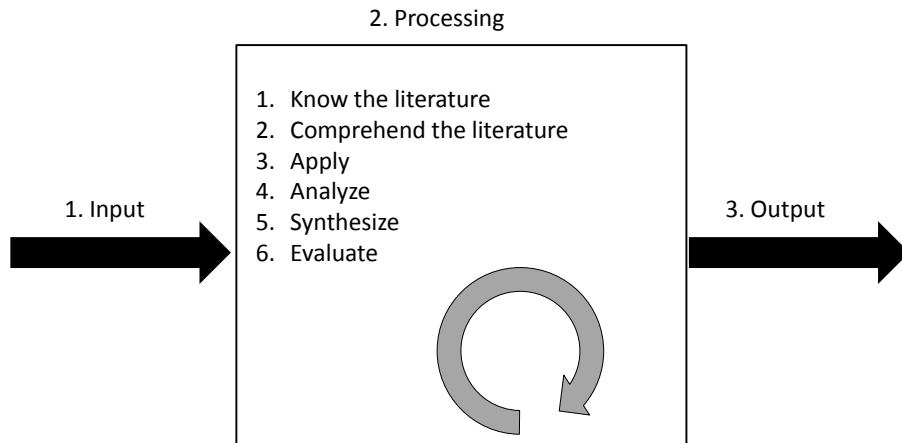 2. Processing
1. Know the literature
2. Comprehend the literature
3. Apply
4. Analyze
5. Synthesize
6. Evaluate
1. Input
3. Output